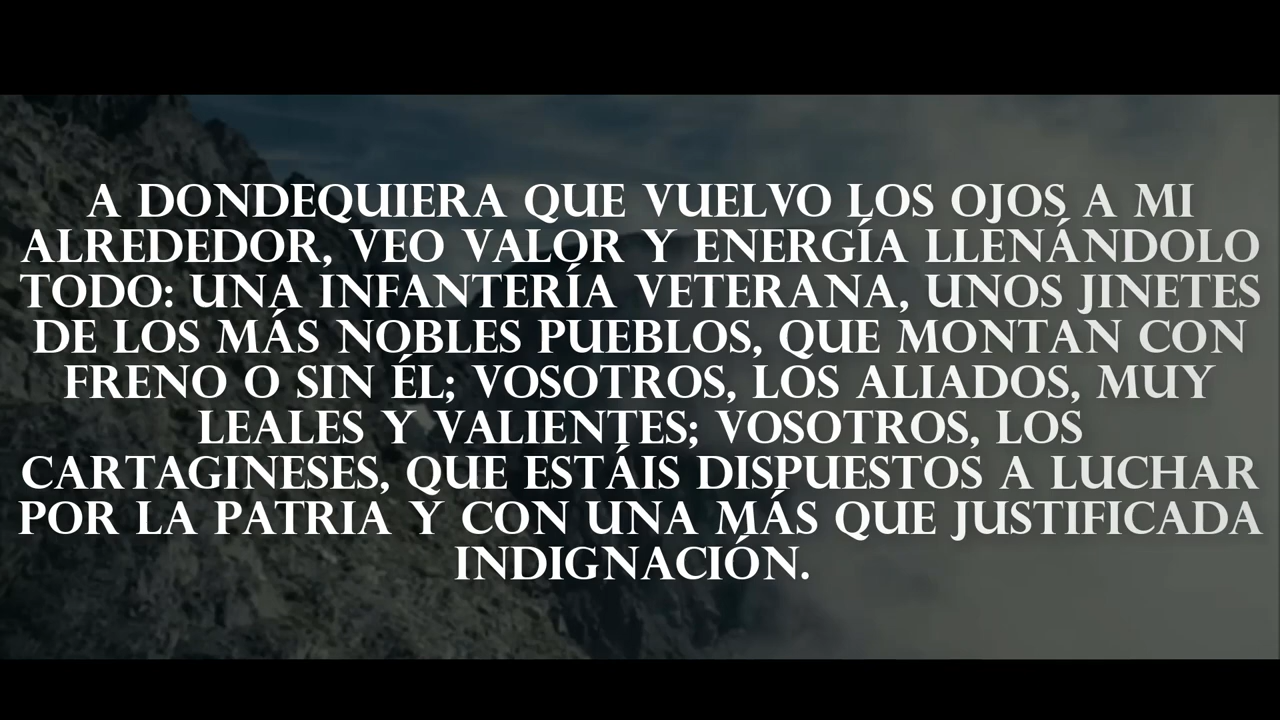 A DONDEQUIERA QUE VUELVO LOS OJOS A MI
ALREDEDOR, VEO VALOR Y ENERGÍA LLENÁNDOLO
TODO: UNA INFANTERÍA VETERANA, UNOS JINETES
DE LOS MÁS NOBLES PUEBLOS, QUE MONTAN CON
FRENO O SIN ÉL; VOSOTROS, LOS ALIADOS, MUY
LEALES Y VALIENTES; VOSOTROS, LOS
CARTAGINESES, QUE ESTÁIS DISPUESTOS A LUCHAR
POR LA PATRIA Y CON UNA MÁS QUE JUSTIFICADA
INDIGNACIÓN.